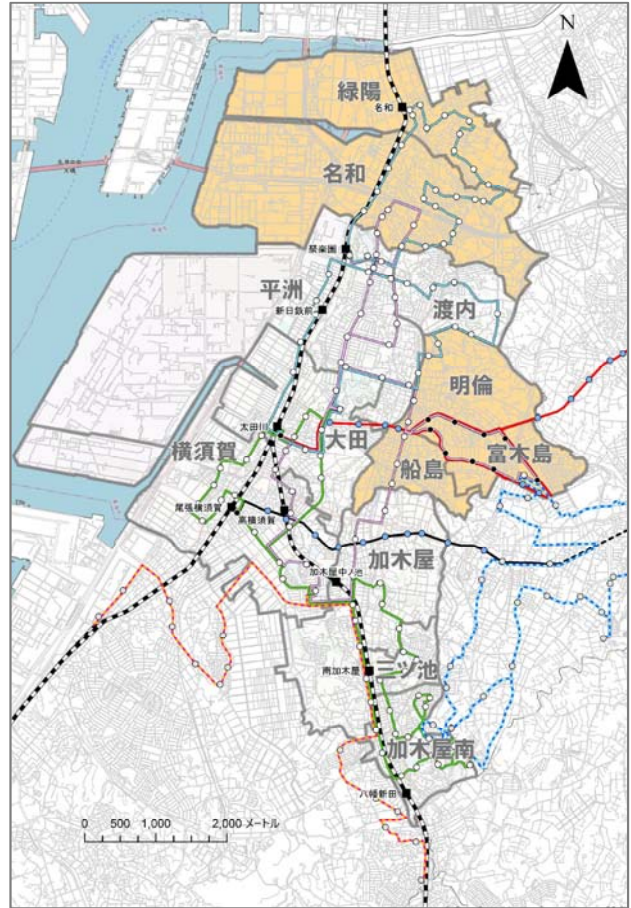 N
緑陽
名和
名和
聚楽園
平洲
渡内
新日鉄前
明倫
太田川
横須賀
大田
富木島
船島
尾張横須賀
高横須賀
加木屋
加木屋中ノ池
南加木屋
三ツ池
加木屋南
八幡新田
0 500 1,000 2,000 メートル